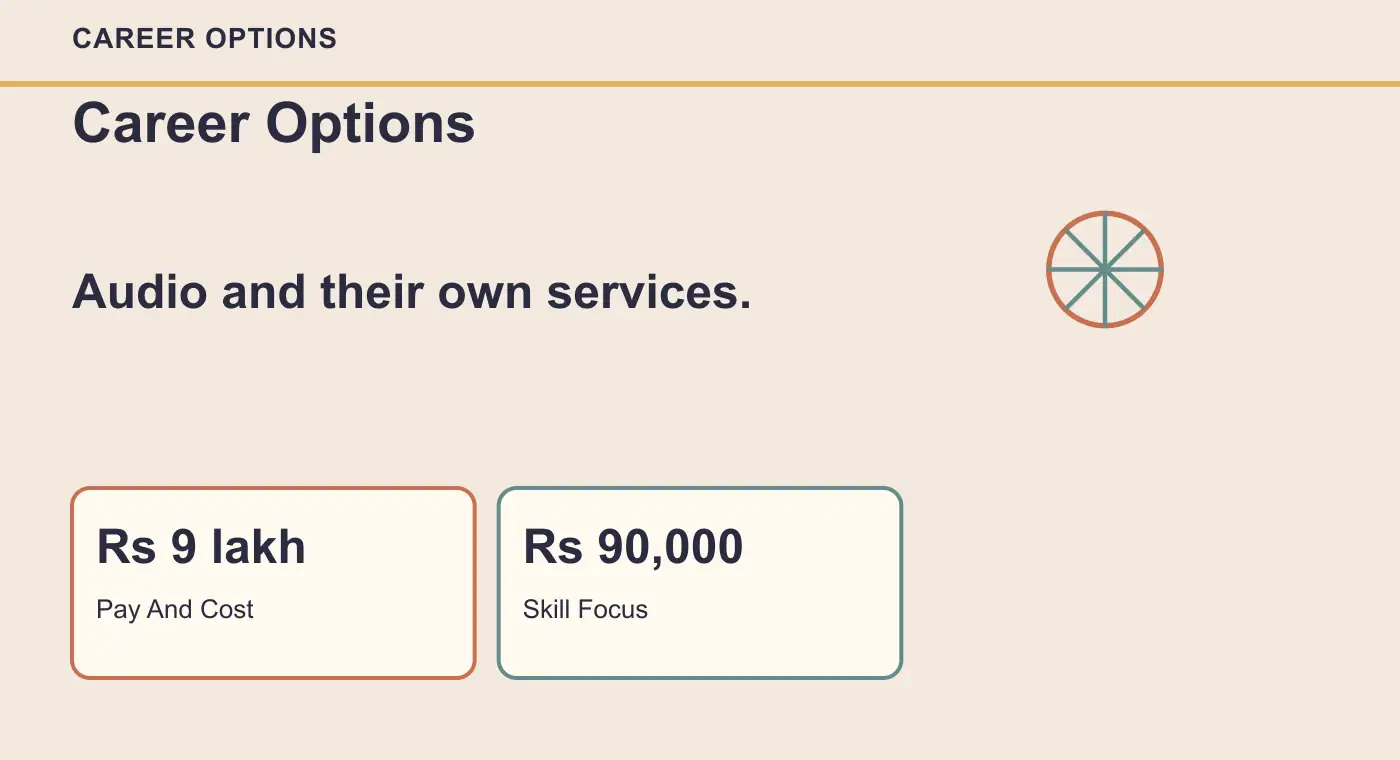 CAREER OPTIONS
Career Options
Audio and their own services.
Rs 9 lakh
Pay And Cost
Rs 90,000
Skill Focus